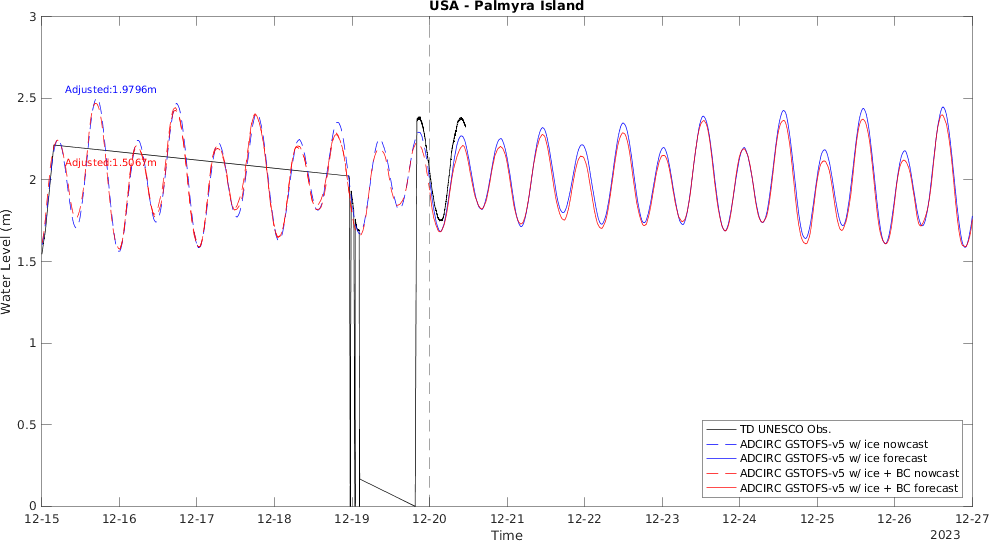 USA - Palmyra Island
3
2.5
2
1.5
1
0.5
0
Water Level (m)
Adjusted:1.9796m
Adjusted:1.5067m
TD UNESCO Obs.
ADCIRC GSTOFS-v5 w/ ice nowcast
ADCIRC GSTOFS-v5 w/ ice forecast
ADCIRC GSTOFS-v5 w/ ice + BC nowcast
ADCIRC GSTOFS-v5 w/ ice + BC forecast
12-15 12-16 12-17 12-18 12-19 12-20 12-21 12-22 12-23 12-24 12-25 12-26 12-27
Time
2023